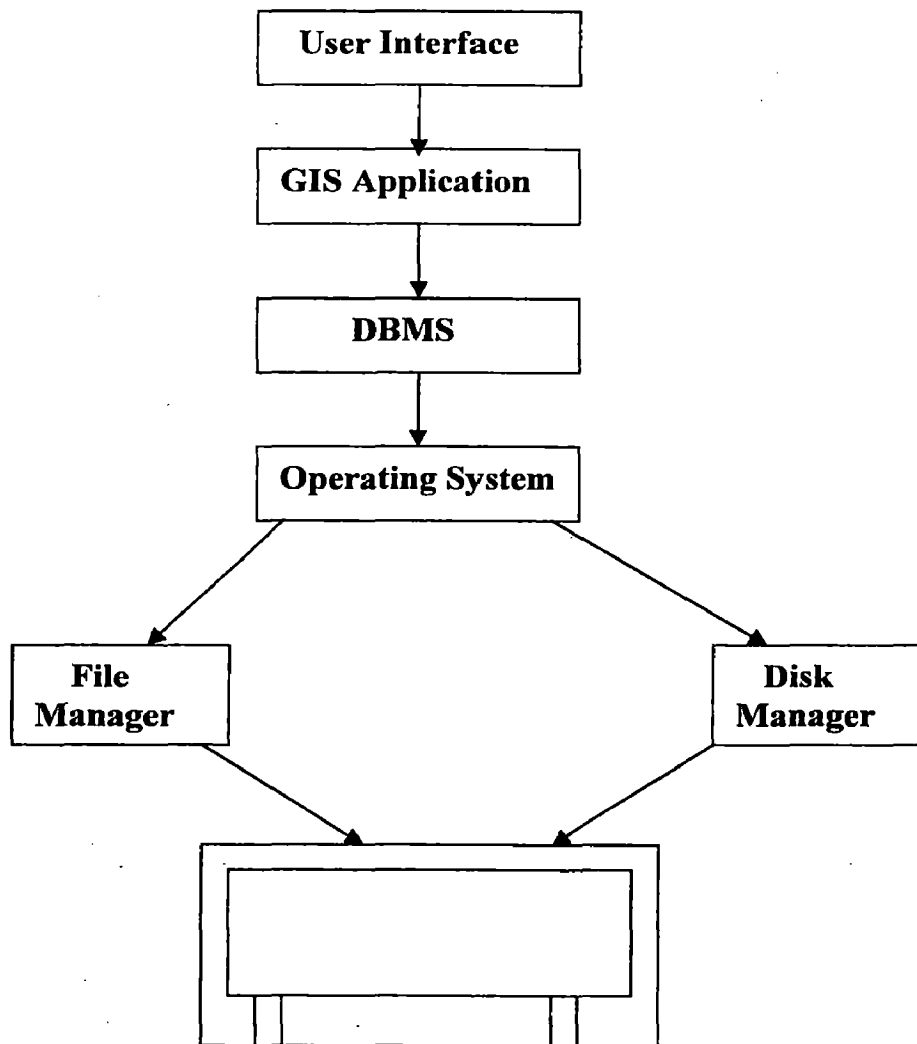 User Interface
GIS Application
DBMS
Operating System
File
Manager
Disk
Manager